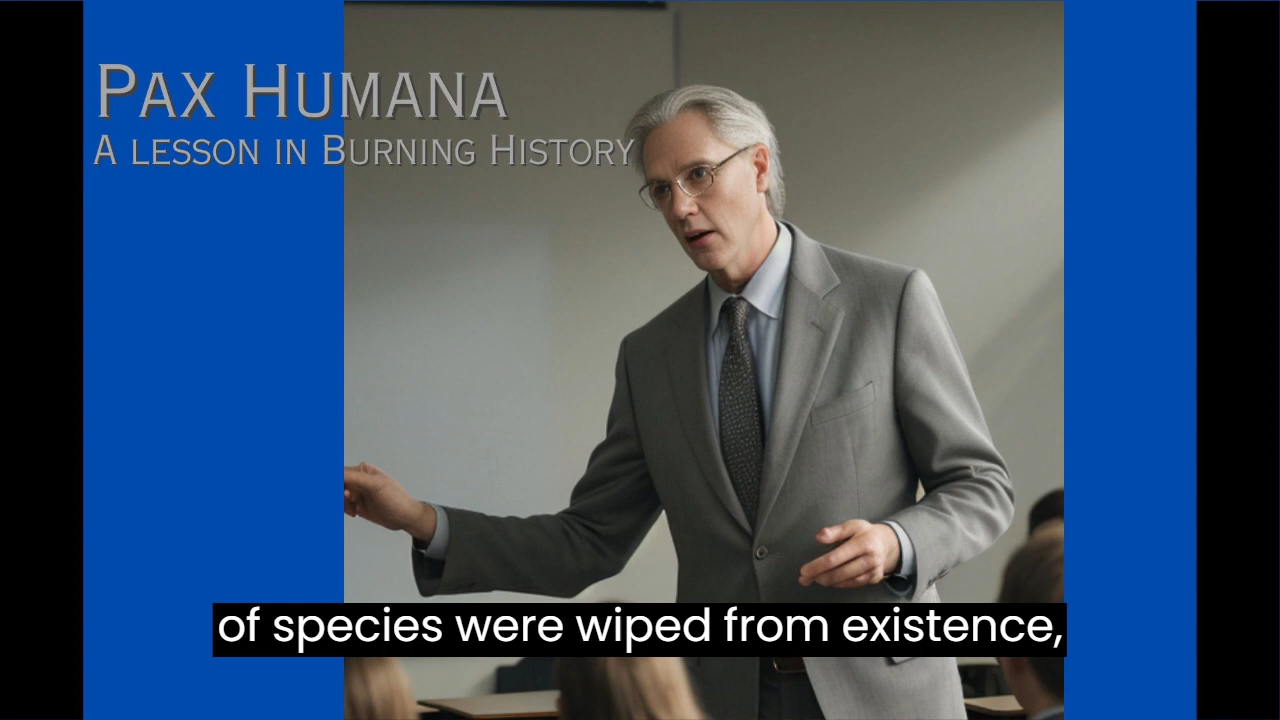 Pax Humana
A lesson in Burning History
of species were wiped from existence,